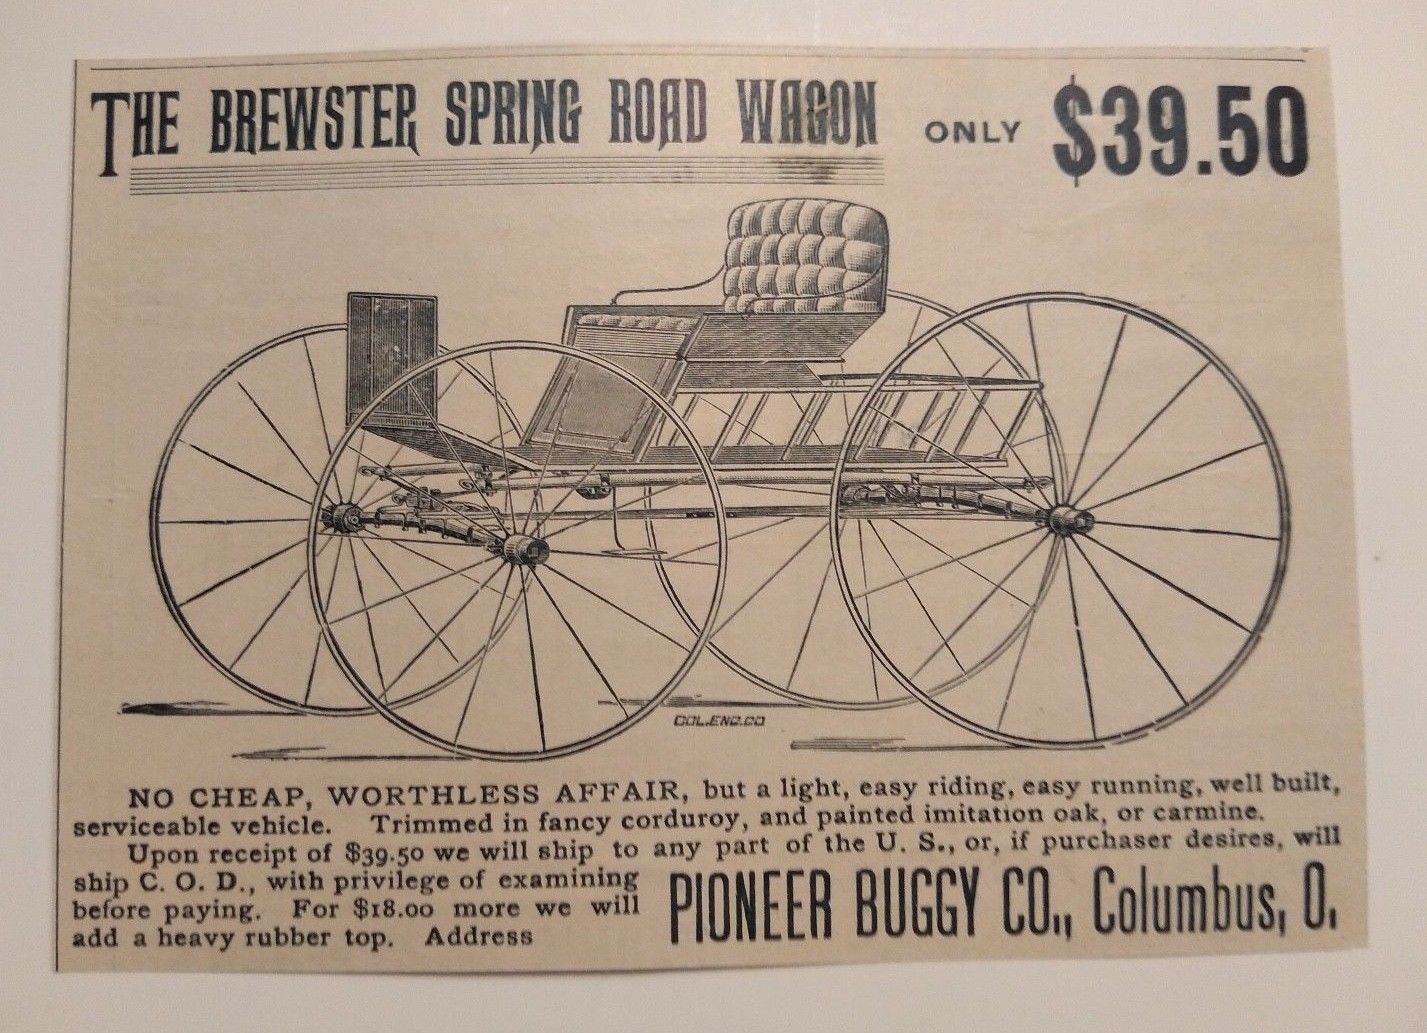 THE BREWSTER SPRING ROAD WAGON ONLY $39.50
COL.ENG.CO
NO CHEAP, WORTHLESS AFFAIR, but a light, easy riding, easy running, well built,
serviceable vehicle. Trimmed in fancy corduroy, and painted imitation oak, or carmine.
Upon receipt of $39.50 we will ship to any part of the U. S., or, if purchaser desires, will
ship C. O. D., with privilege of examining
before paying. For $18.00 more we will
add a heavy rubber top. Address
PIONEER BUGGY CO., Columbus, O.